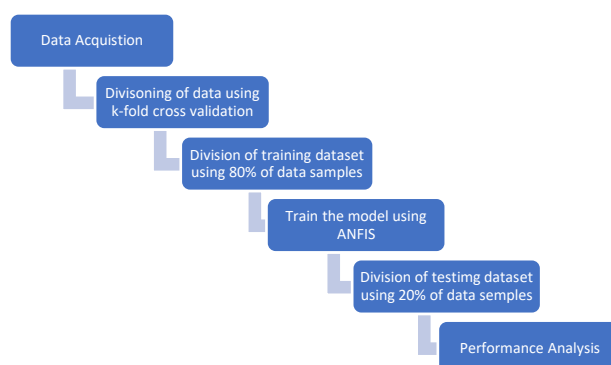 Data Acquistion
Divisoning of data using
k-fold cross validation
Division of training dataset
using 80% of data samples
Train the model using
ANFIS
Division of testimg dataset
using 20% of data semples
Performance Analysis